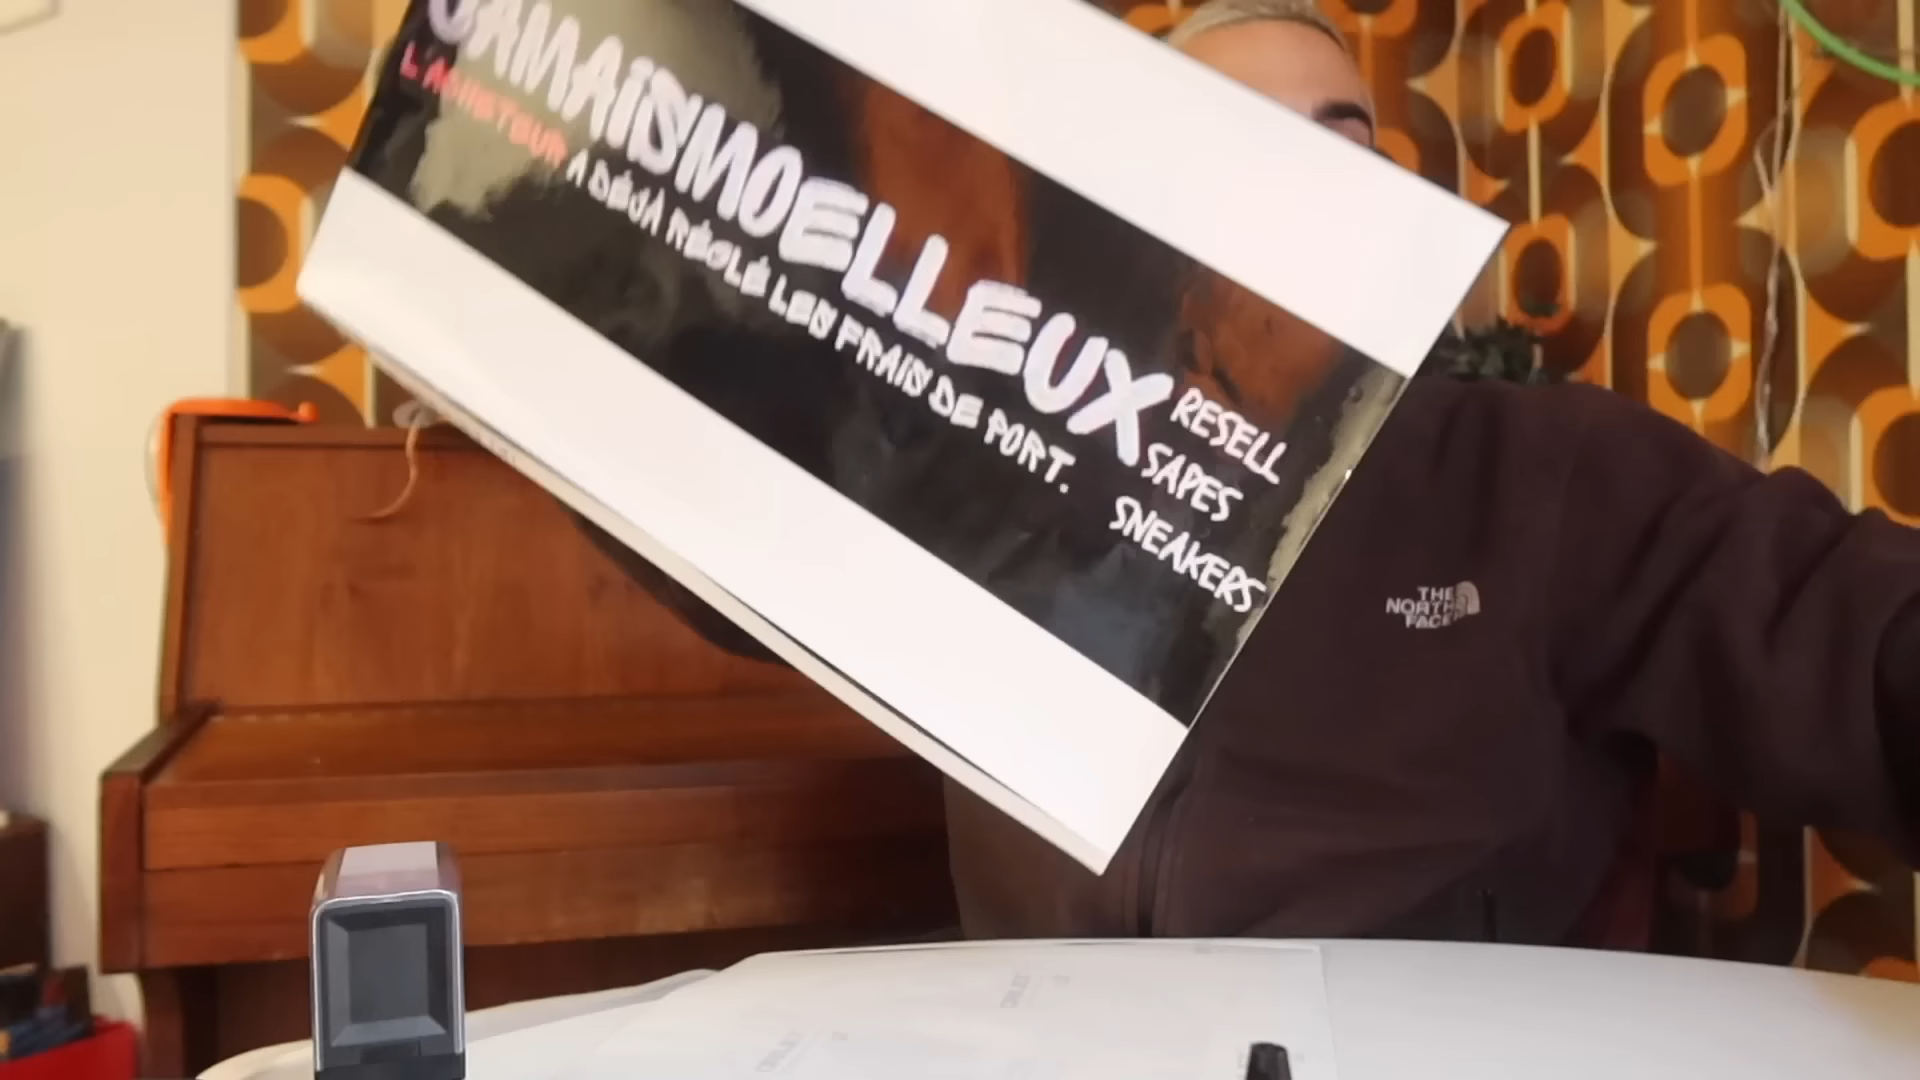 JAMAISMOELLEUX
L'ACHETEUR A DÉJÀ RÉGLÉ LES FRAIS DE PORT.
RESELL
SAPES
SNEAKERS
THE
NORTH
FACE